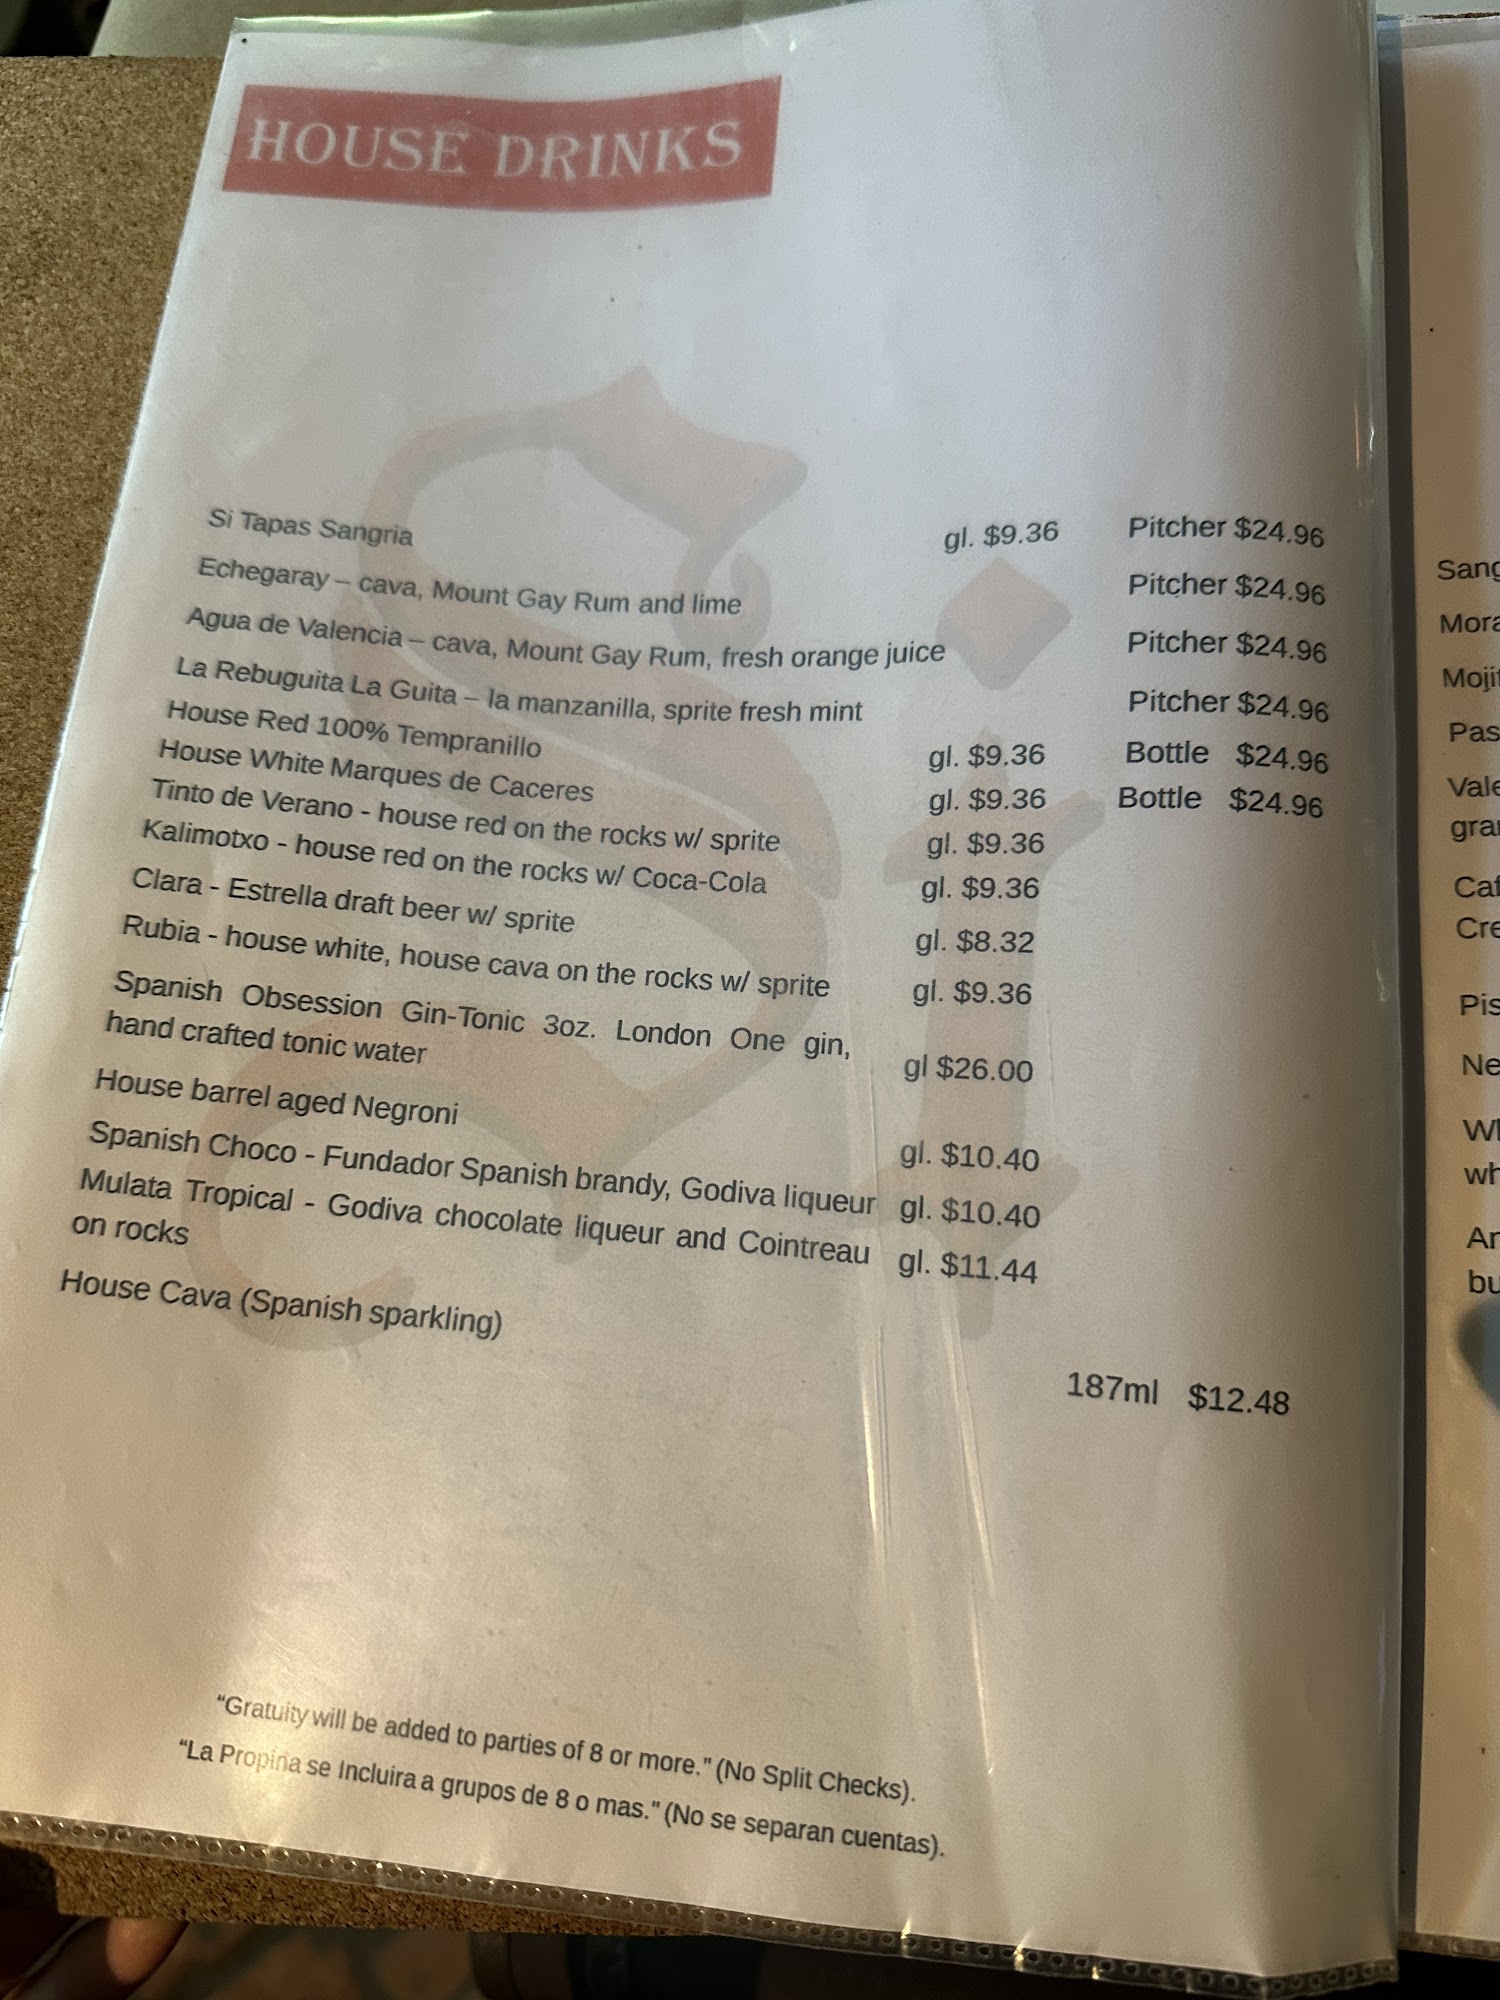 HOUSE DRINKS
Si Tapas Sangria gl. $9.36 Pitcher $24.96
Echegaray – cava, Mount Gay Rum and lime Pitcher $24.96
Agua de Valencia – cava, Mount Gay Rum, fresh orange juice Pitcher $24.96
La Rebuguita La Guita – la manzanilla, sprite fresh mint Pitcher $24.96
House Red 100% Tempranillo gl. $9.36 Bottle $24.96
House White Marques de Caceres gl. $9.36 Bottle $24.96
Tinto de Verano - house red on the rocks w/ sprite gl. $9.36
Kalimotxo - house red on the rocks w/ Coca-Cola gl. $9.36
Clara - Estrella draft beer w/ sprite gl. $8.32
Rubia - house white, house cava on the rocks w/ sprite gl. $9.36
Spanish Obsession Gin-Tonic 3oz. London One gin,
hand crafted tonic water gl $26.00
House barrel aged Negroni gl. $10.40
Spanish Choco - Fundador Spanish brandy, Godiva liqueur gl. $10.40
Mulata Tropical - Godiva chocolate liqueur and Cointreau gl. $11.44
on rocks
House Cava (Spanish sparkling) 187ml $12.48
“Gratuity will be added to parties of 8 or more.” (No Split Checks).
“La Propina se Incluira a grupos de 8 o mas.” (No se separan cuentas).
Si